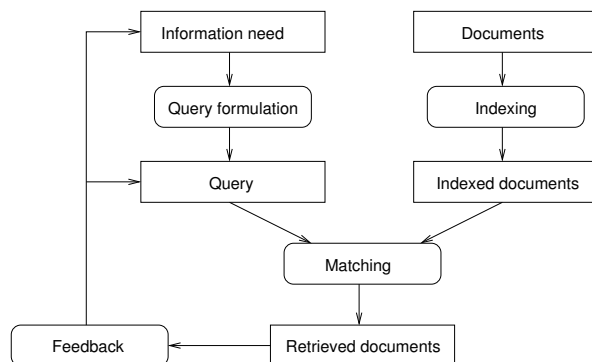 Information need
Documents
Query formulation
Indexing
Query
Indexed documents
Matching
Feedback
Retrieved documents